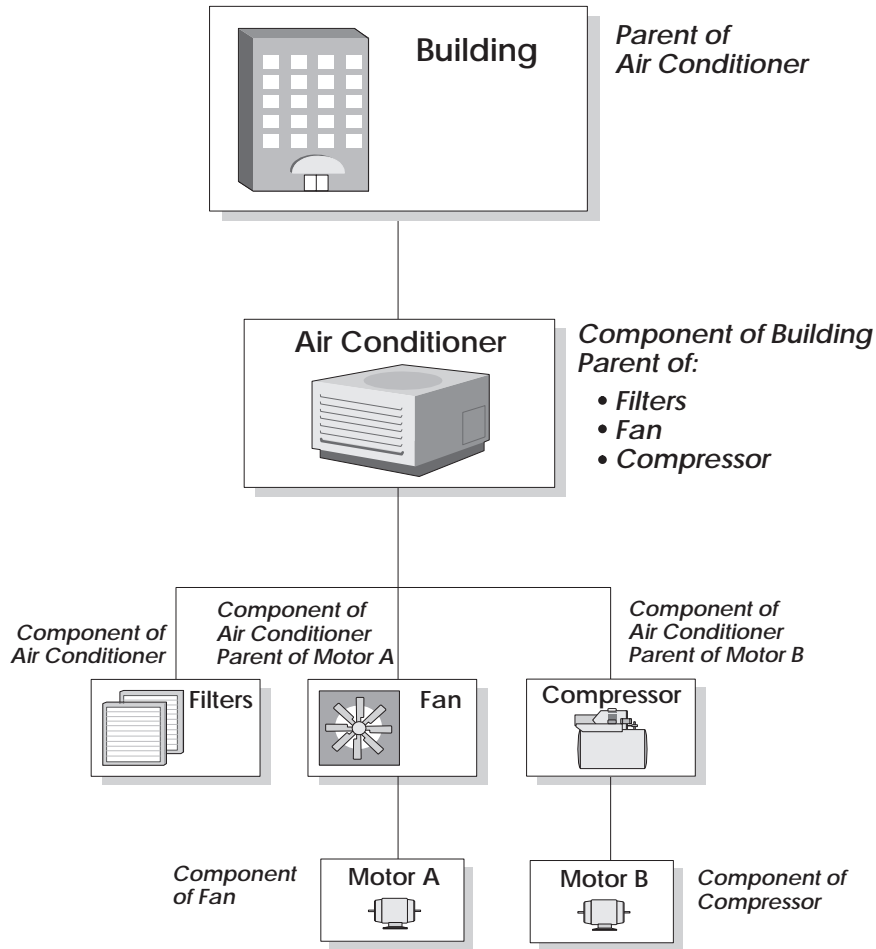 Building
Parent of
Air Conditioner
Air Conditioner
Component of Building
Parent of:
• Filters
• Fan
• Compressor
Component of
Air Conditioner
Component of
Air Conditioner
Parent of Motor A
Component of
Air Conditioner
Parent of Motor B
Filters
Fan
Compressor
Component
of Fan
Motor A
Motor B
Component of
Compressor